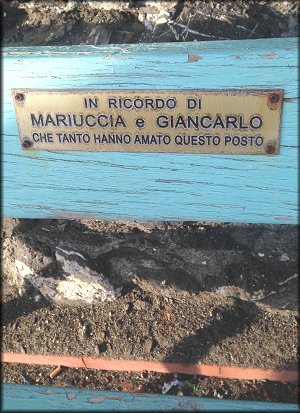 IN RICORDO DI
MARIUCCIA e GIANCARLO
CHE TANTO HANNO AMATO QUESTO POSTO